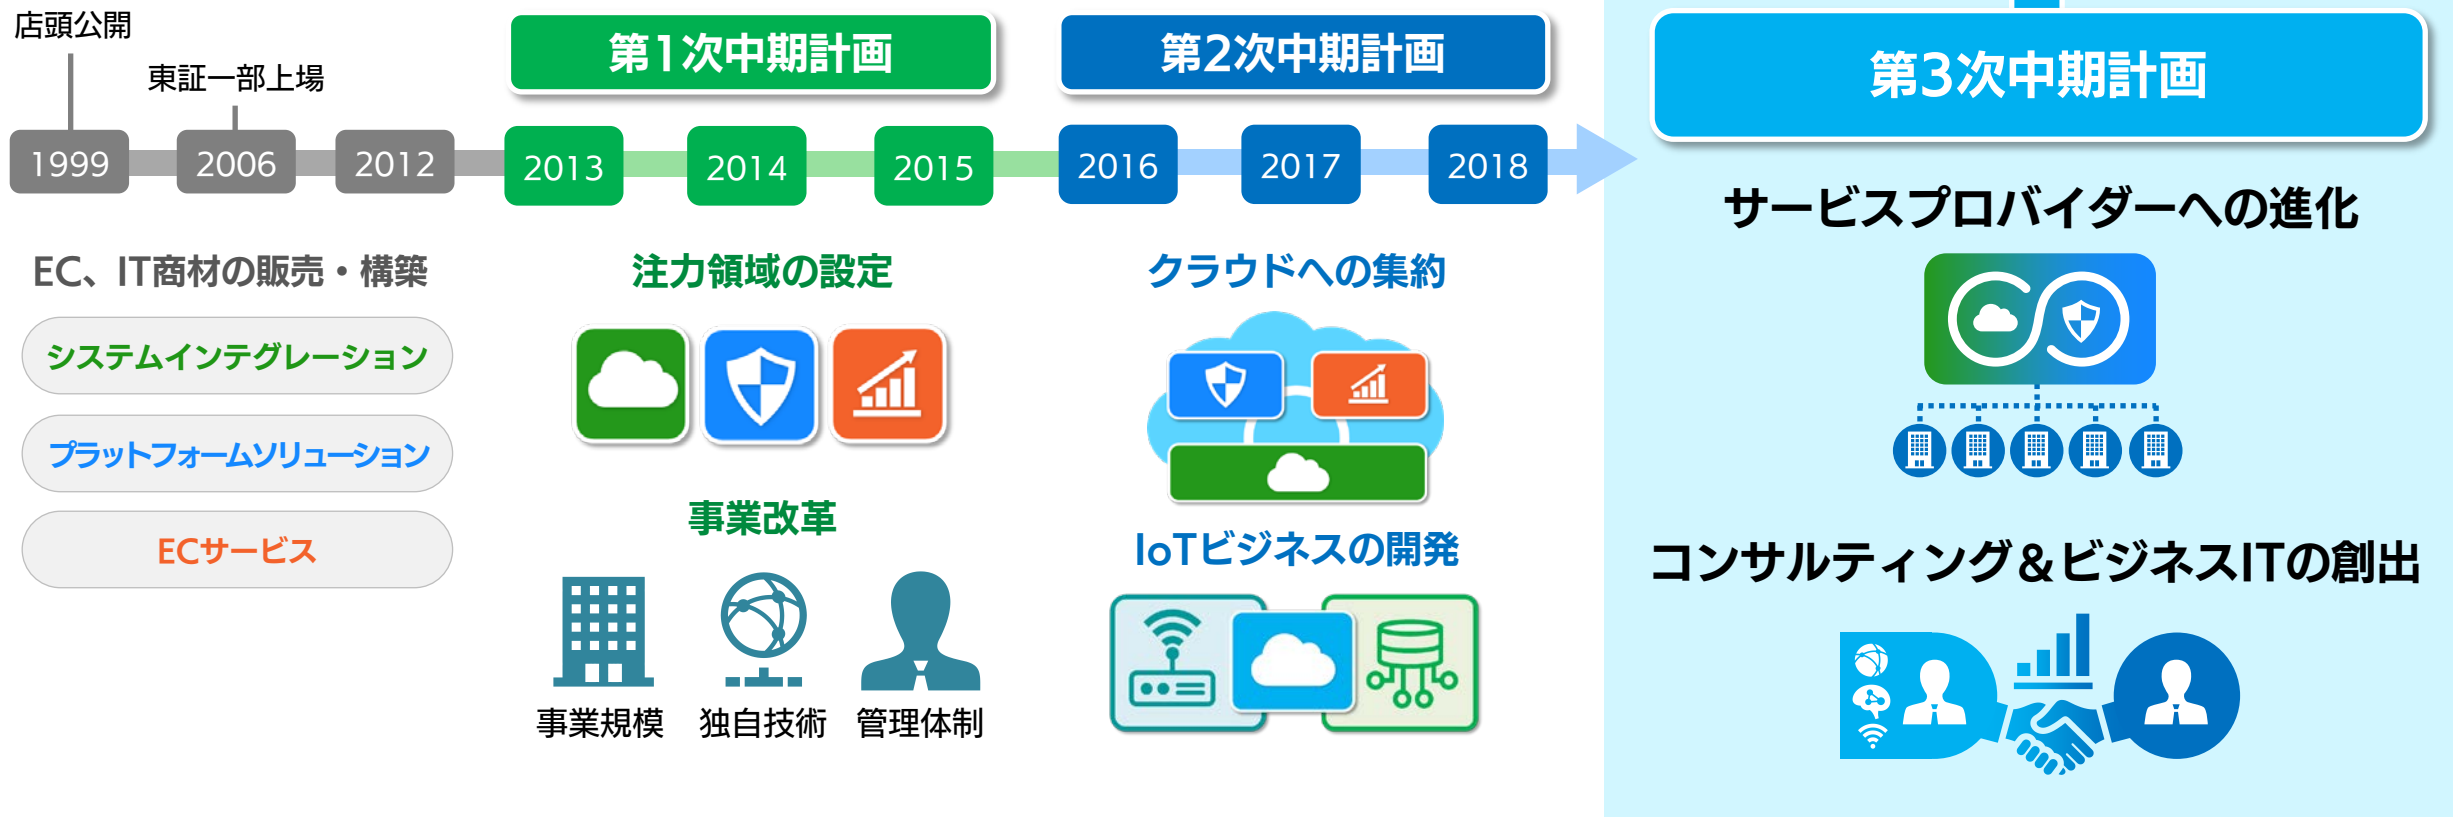 店頭公開
東証一部上場
第1次中期計画
第2次中期計画
第3次中期計画
1999
2006
2012
2013
2014
2015
2016
2017
2018
EC、IT商材の販売・構築
システムインテグレーション
プラットフォームソリューション
ECサービス
注力領域の設定
事業改革
事業規模
独自技術
管理体制
クラウドへの集約
IoTビジネスの開発
サービスプロバイダーへの進化
コンサルティング＆ビジネスITの創出